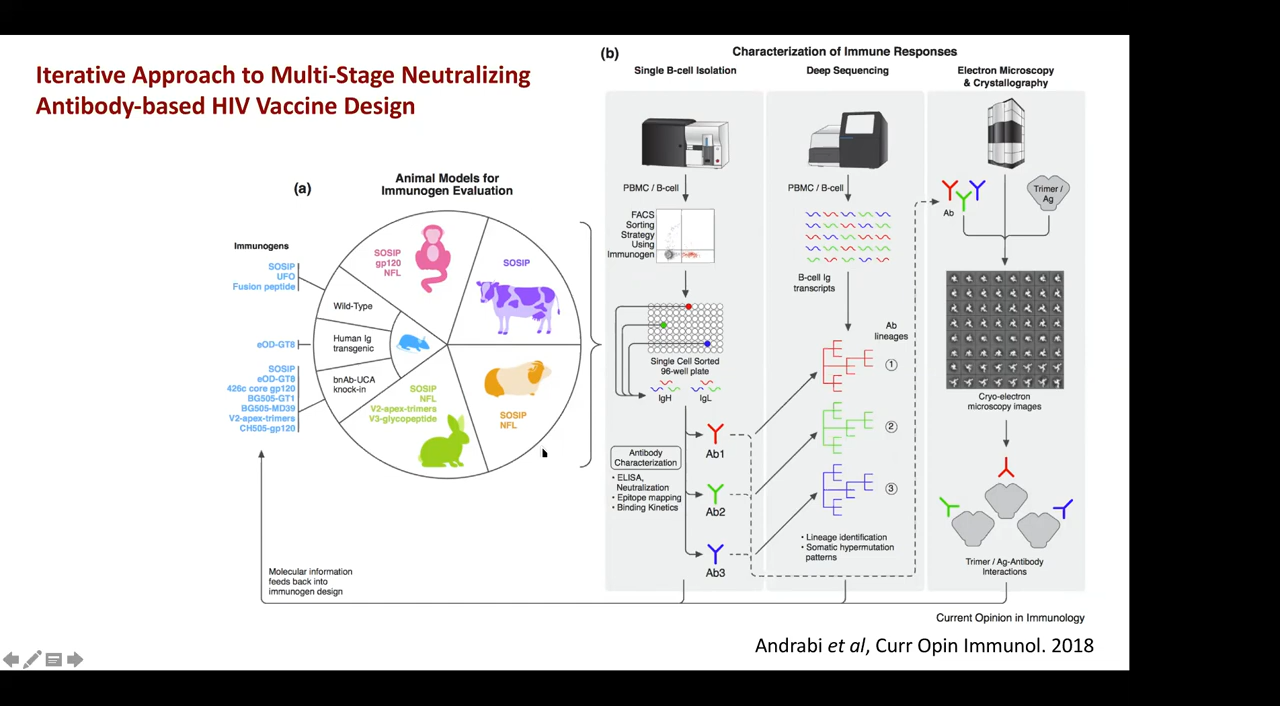 Iterative Approach to Multi-Stage Neutralizing
Antibody-based HIV Vaccine Design
(a)
Animal Models for
Immunogen Evaluation
Immunogens
SOSIP
UFO
Fusion peptide
eOD-GT8
SOSIP
eOD-GT8
426c core gp120
BG505-GT1
BG505-MD39
V2-apex-trimers
CH505-gp120
Wild-Type
Human Ig
transgenic
bnAb-UCA
knock-in
SOSIP
gp120
NFL
SOSIP
SOSIP
NFL
SOSIP
NFL
V2-apex-trimers
V3-glycopeptide
Molecular information
feeds back into
immunogen design
(b)
Characterization of Immune Responses
Single B-cell Isolation
PBMC / B-cell
FACS
Sorting
Strategy
Using
Immunogen
Single Cell Sorted
96-well plate
IgH
IgL
Antibody
Characterization
• ELISA,
Neutralization
• Epitope mapping
• Binding Kinetics
Ab1
Ab2
Ab3
Deep Sequencing
PBMC / B-cell
B-cell Ig
transcripts
Ab
lineages
1
2
3
• Lineage identification
• Somatic hypermutation
patterns
Electron Microscopy
& Crystallography
Ab
Trimer /
Ag
Cryo-electron
microscopy images
Trimer / Ag-Antibody
Interactions
Current Opinion in Immunology
Andrabi et al, Curr Opin Immunol. 2018